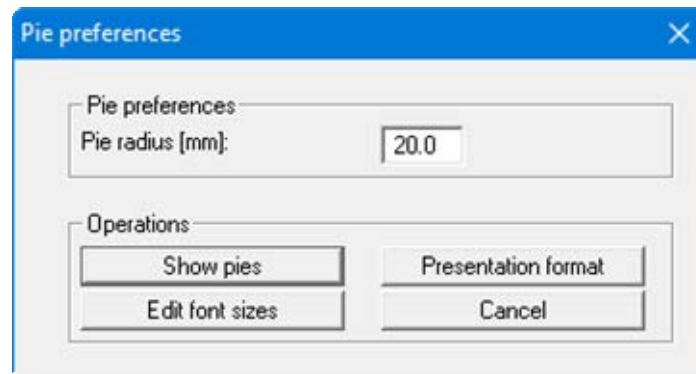 Pie preferences
Pie preferences
Pie radius [mm]: 20.0
Operations
Show pies Presentation format
Edit font sizes Cancel